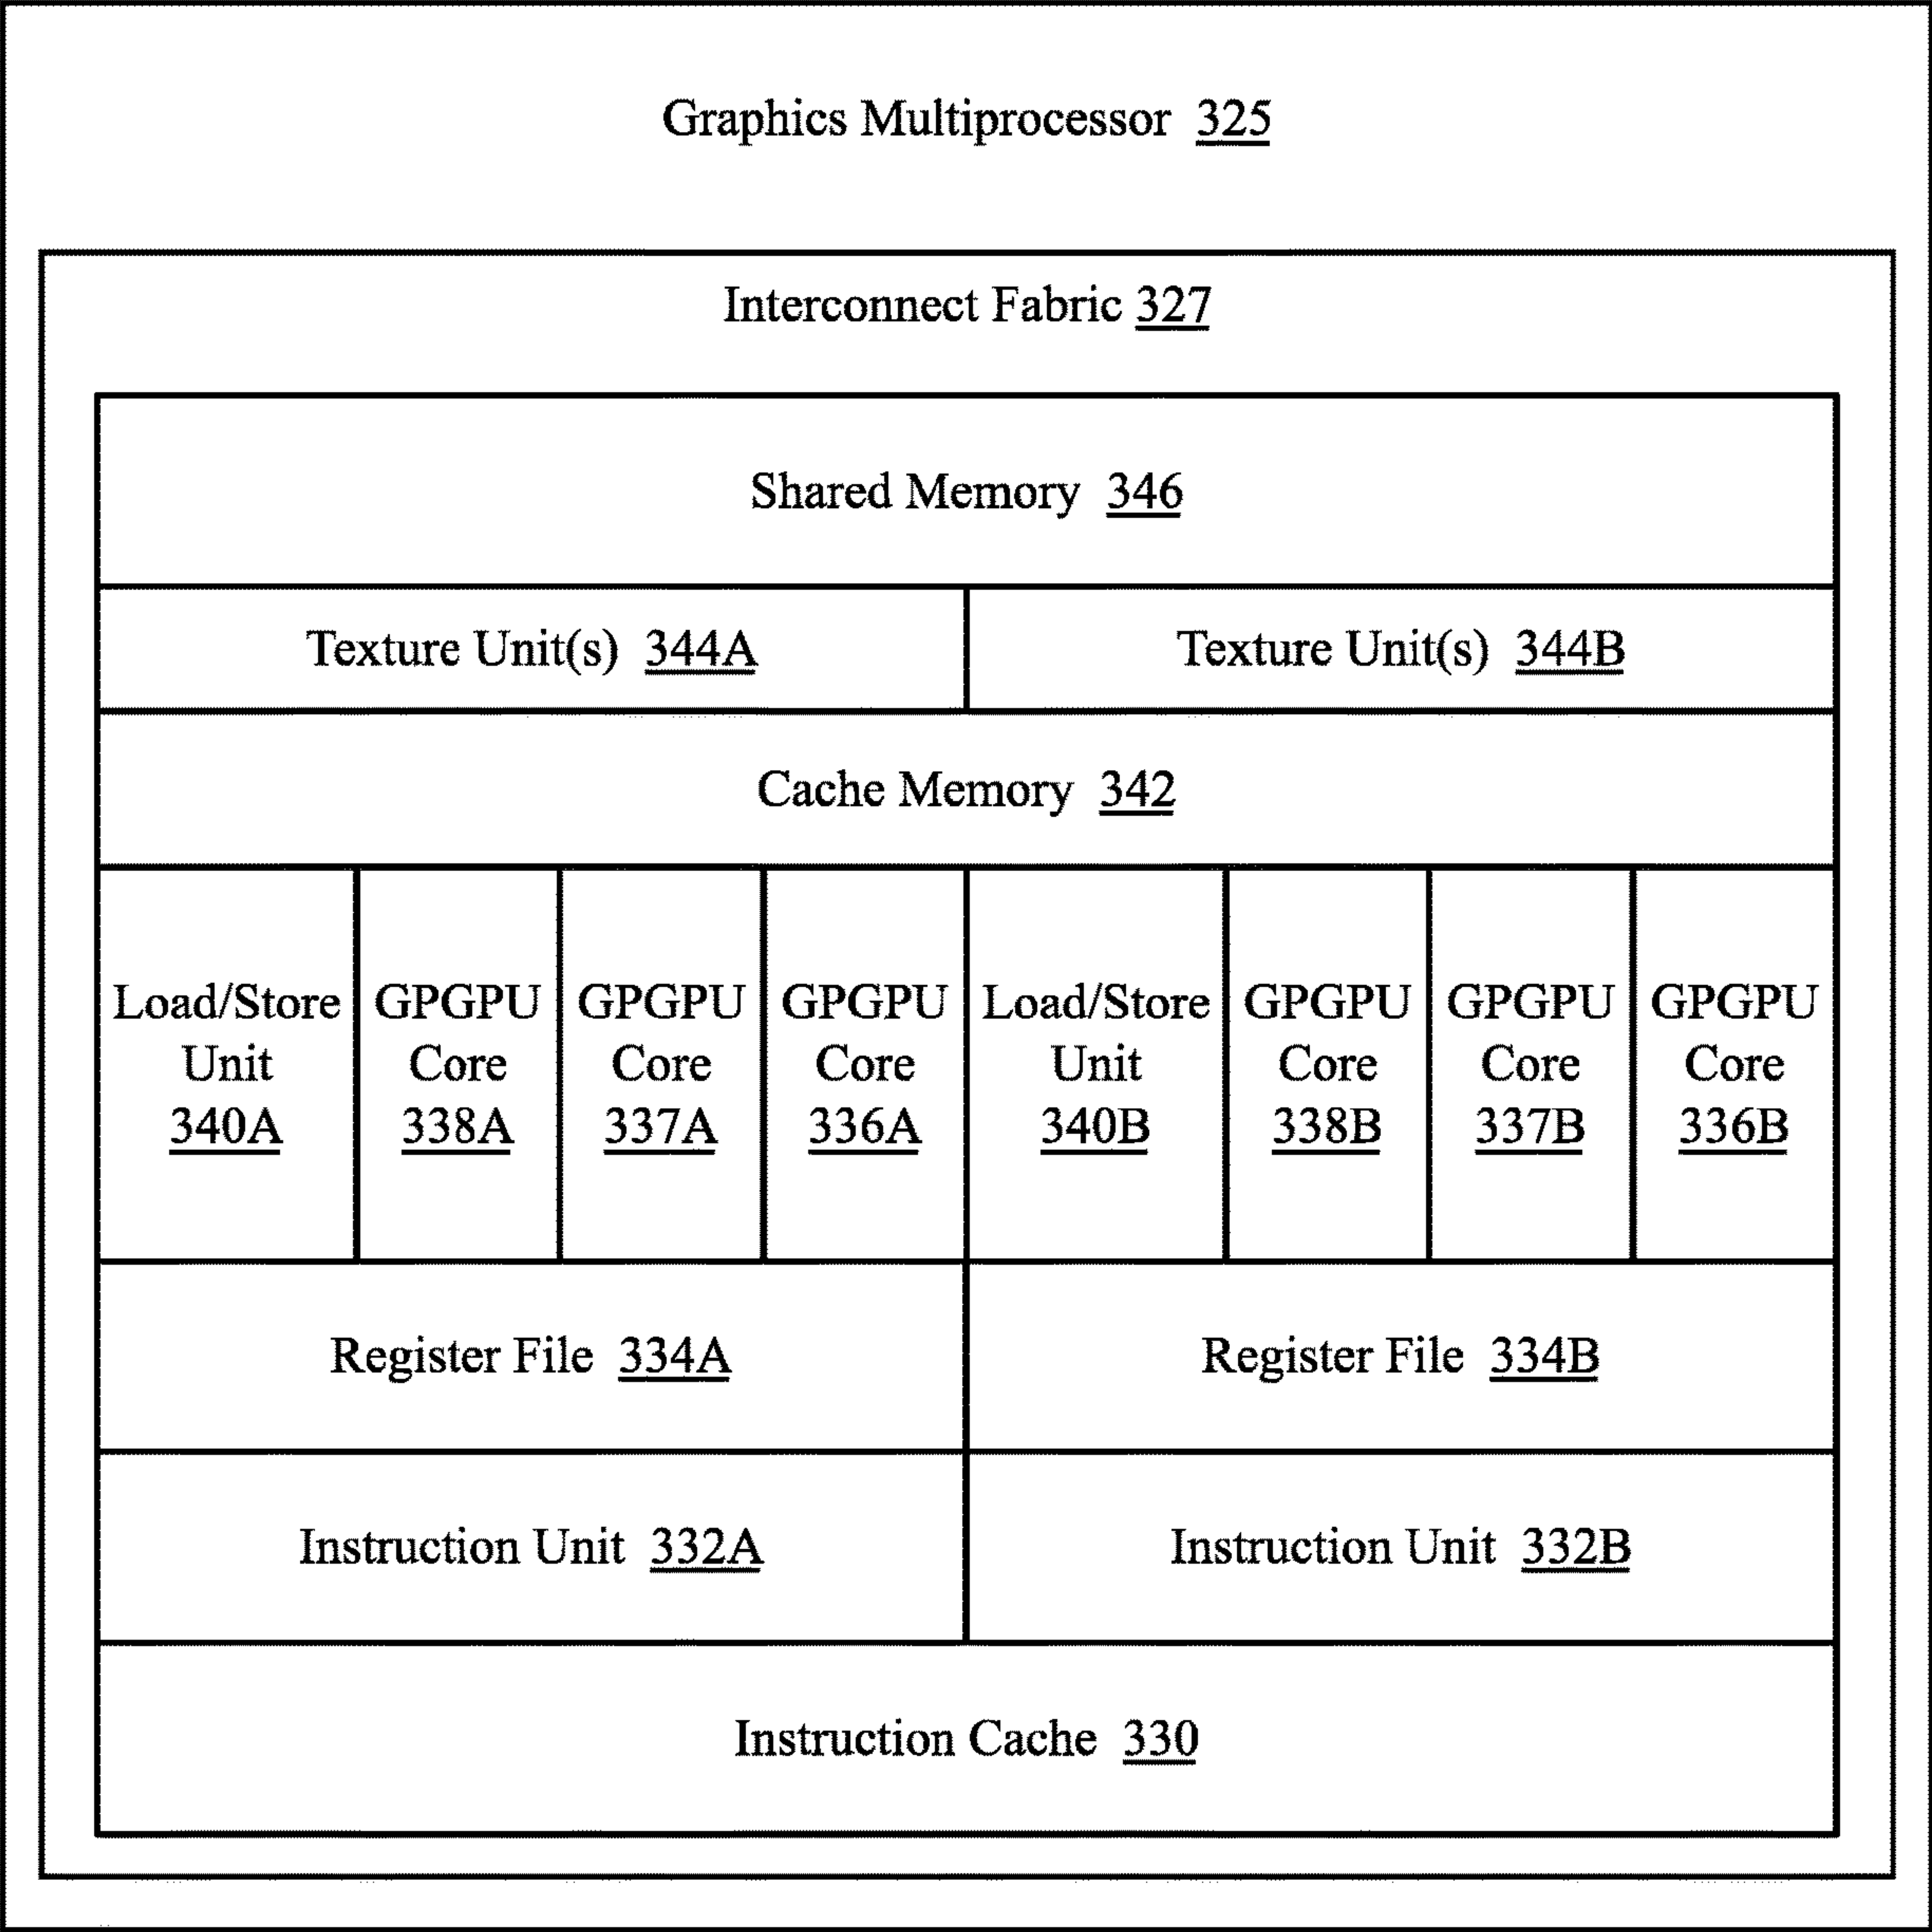 Graphics Multiprocessor 325
Interconnect Fabric 327
Shared Memory 346
Texture Unit(s) 344A
Texture Unit(s) 344B
Cache Memory 342
Load/Store
Unit
340A
GPGPU
Core
338A
GPGPU
Core
337A
GPGPU
Core
336A
Load/Store
Unit
340B
GPGPU
Core
338B
GPGPU
Core
337B
GPGPU
Core
336B
Register File 334A
Register File 334B
Instruction Unit 332A
Instruction Unit 332B
Instruction Cache 330